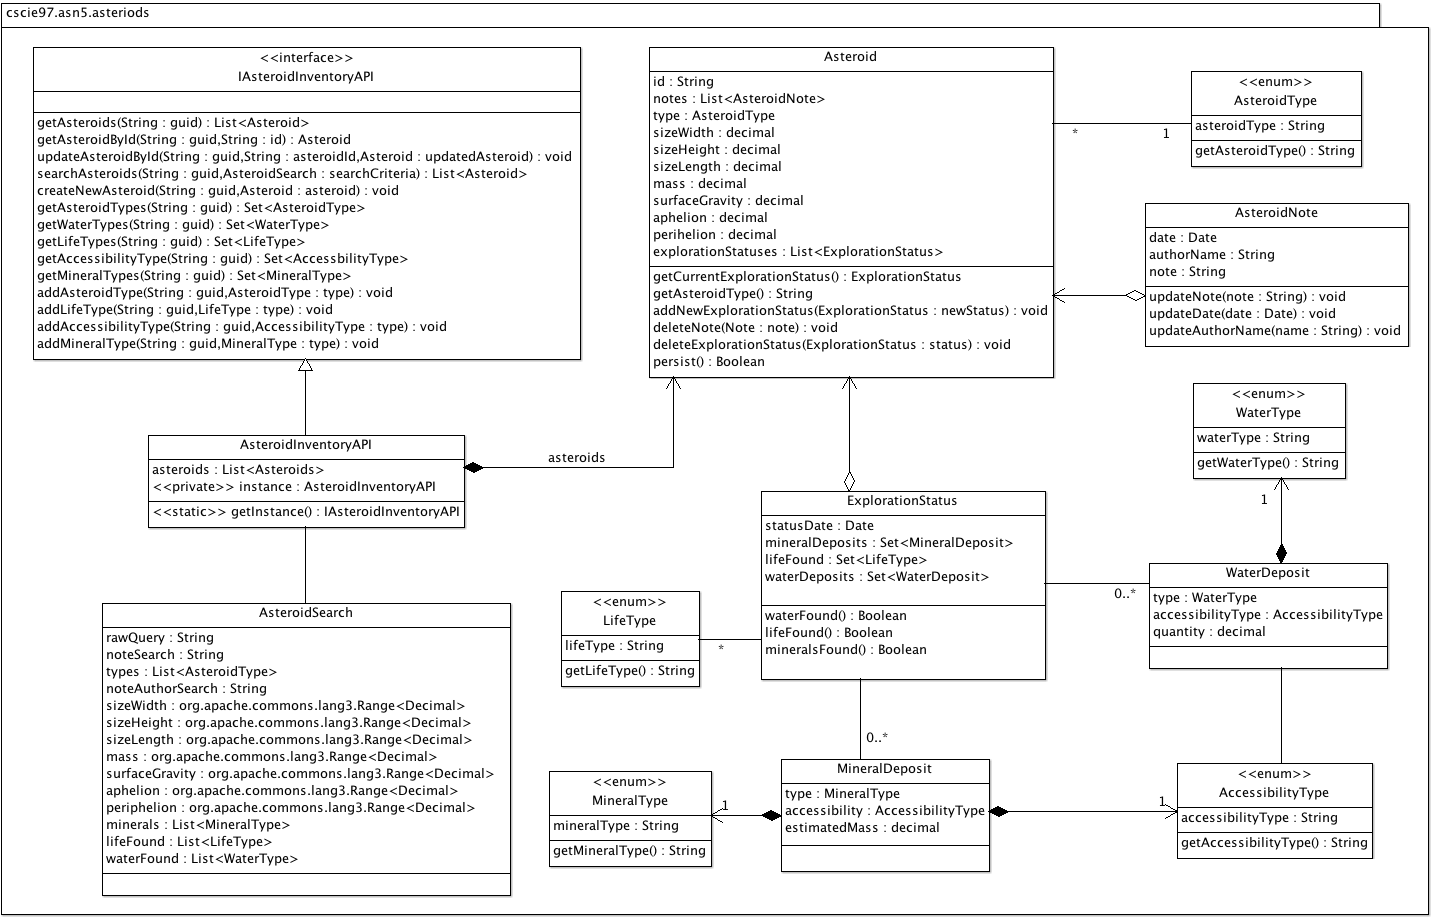 cscie97.asn5.asteriods
<<interface>>
IAsteroidInventoryAPI
getAsteroids(String : guid) : List<Asteroid>
getAsteroidById(String : guid,String : id) : Asteroid
updateAsteroidById(String : guid,String : asteroidId,Asteroid : updatedAsteroid) : void
searchAsteroids(String : guid,AsteroidSearch : searchCriteria) : List<Asteroid>
createNewAsteroid(String : guid,Asteroid : asteroid) : void
getAsteroidTypes(String : guid) : Set<AsteroidType>
getWaterTypes(String : guid) : Set<WaterType>
getLifeTypes(String : guid) : Set<LifeType>
getAccessibilityType(String : guid) : Set<AccessbilityType>
getMineralTypes(String : guid) : Set<MineralType>
addAsteroidType(String : guid,AsteroidType : type) : void
addLifeType(String : guid,LifeType : type) : void
addAccessibilityType(String : guid,AccessibilityType : type) : void
addMineralType(String : guid,MineralType : type) : void
Asteroid
id : String
notes : List<AsteroidNote>
type : AsteroidType
sizeWidth : decimal
sizeHeight : decimal
sizeLength : decimal
mass : decimal
surfaceGravity : decimal
aphelion : decimal
perihelion : decimal
explorationStatuses : List<ExplorationStatus>
getCurrentExplorationStatus() : ExplorationStatus
getAsteroidType() : String
addNewExplorationStatus(ExplorationStatus : newStatus) : void
deleteNote(Note : note) : void
deleteExplorationStatus(ExplorationStatus : status) : void
persist() : Boolean
*
1
<<enum>>
AsteroidType
asteroidType : String
getAsteroidType() : String
AsteroidNote
date : Date
authorName : String
note : String
updateNote(note : String) : void
updateDate(date : Date) : void
updateAuthorName(name : String) : void
<<enum>>
WaterType
waterType : String
getWaterType() : String
1
AsteroidInventoryAPI
asteroids : List<Asteroids>
<<private>> instance : AsteroidInventoryAPI
<<static>> getInstance() : IAsteroidInventoryAPI
asteroids
ExplorationStatus
statusDate : Date
mineralDeposits : Set<MineralDeposit>
lifeFound : Set<LifeType>
waterDeposits : Set<WaterDeposit>
waterFound() : Boolean
lifeFound() : Boolean
mineralsFound() : Boolean
0..*
WaterDeposit
type : WaterType
accessibilityType : AccessibilityType
quantity : decimal
<<enum>>
LifeType
lifeType : String
getLifeType() : String
*
AsteroidSearch
rawQuery : String
noteSearch : String
types : List<AsteroidType>
noteAuthorSearch : String
sizeWidth : org.apache.commons.lang3.Range<Decimal>
sizeHeight : org.apache.commons.lang3.Range<Decimal>
sizeLength : org.apache.commons.lang3.Range<Decimal>
mass : org.apache.commons.lang3.Range<Decimal>
surfaceGravity : org.apache.commons.lang3.Range<Decimal>
aphelion : org.apache.commons.lang3.Range<Decimal>
periphelion : org.apache.commons.lang3.Range<Decimal>
minerals : List<MineralType>
lifeFound : List<LifeType>
waterFound : List<WaterType>
0..*
<<enum>>
MineralType
mineralType : String
getMineralType() : String
1
MineralDeposit
type : MineralType
accessibility : AccessibilityType
estimatedMass : decimal
1
<<enum>>
AccessibilityType
accessibilityType : String
getAccessibilityType() : String